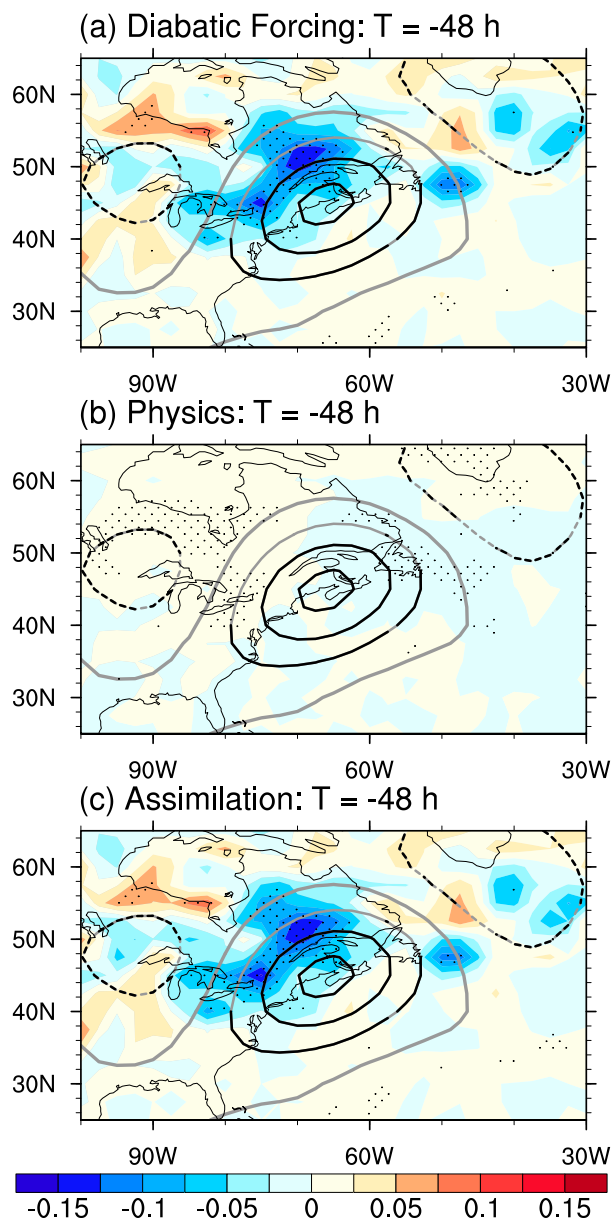 (a) Diabatic Forcing: T = -48 h
60N
50N
40N
30N
90W 60W 30W
(b) Physics: T = -48 h
60N
50N
40N
30N
90W 60W 30W
(c) Assimilation: T = -48 h
60N
50N
40N
30N
90W 60W 30W
-0.15 -0.1 -0.05 0 0.05 0.1 0.15